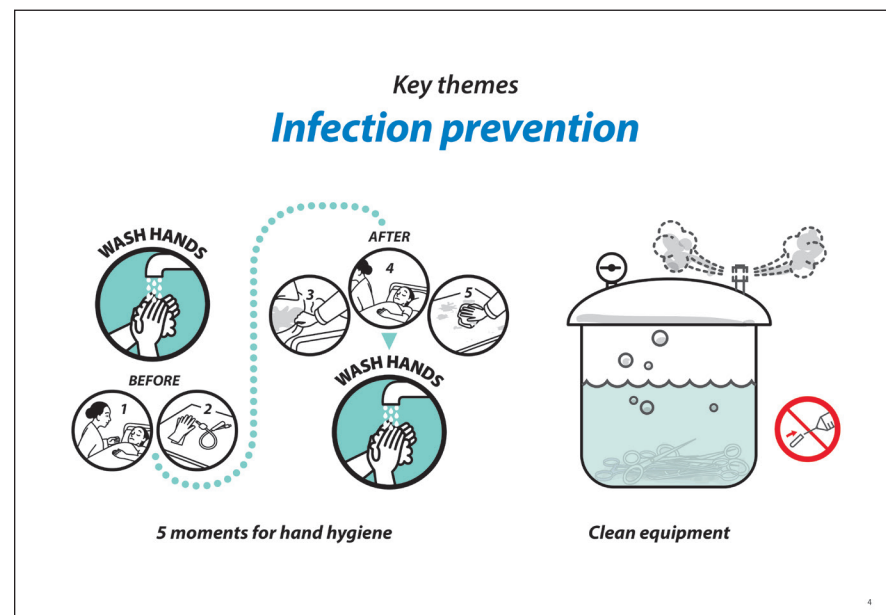 Key themes
Infection prevention
WASH HANDS
BEFORE
1
2
AFTER
3
4
5
WASH HANDS
5 moments for hand hygiene
Clean equipment
4